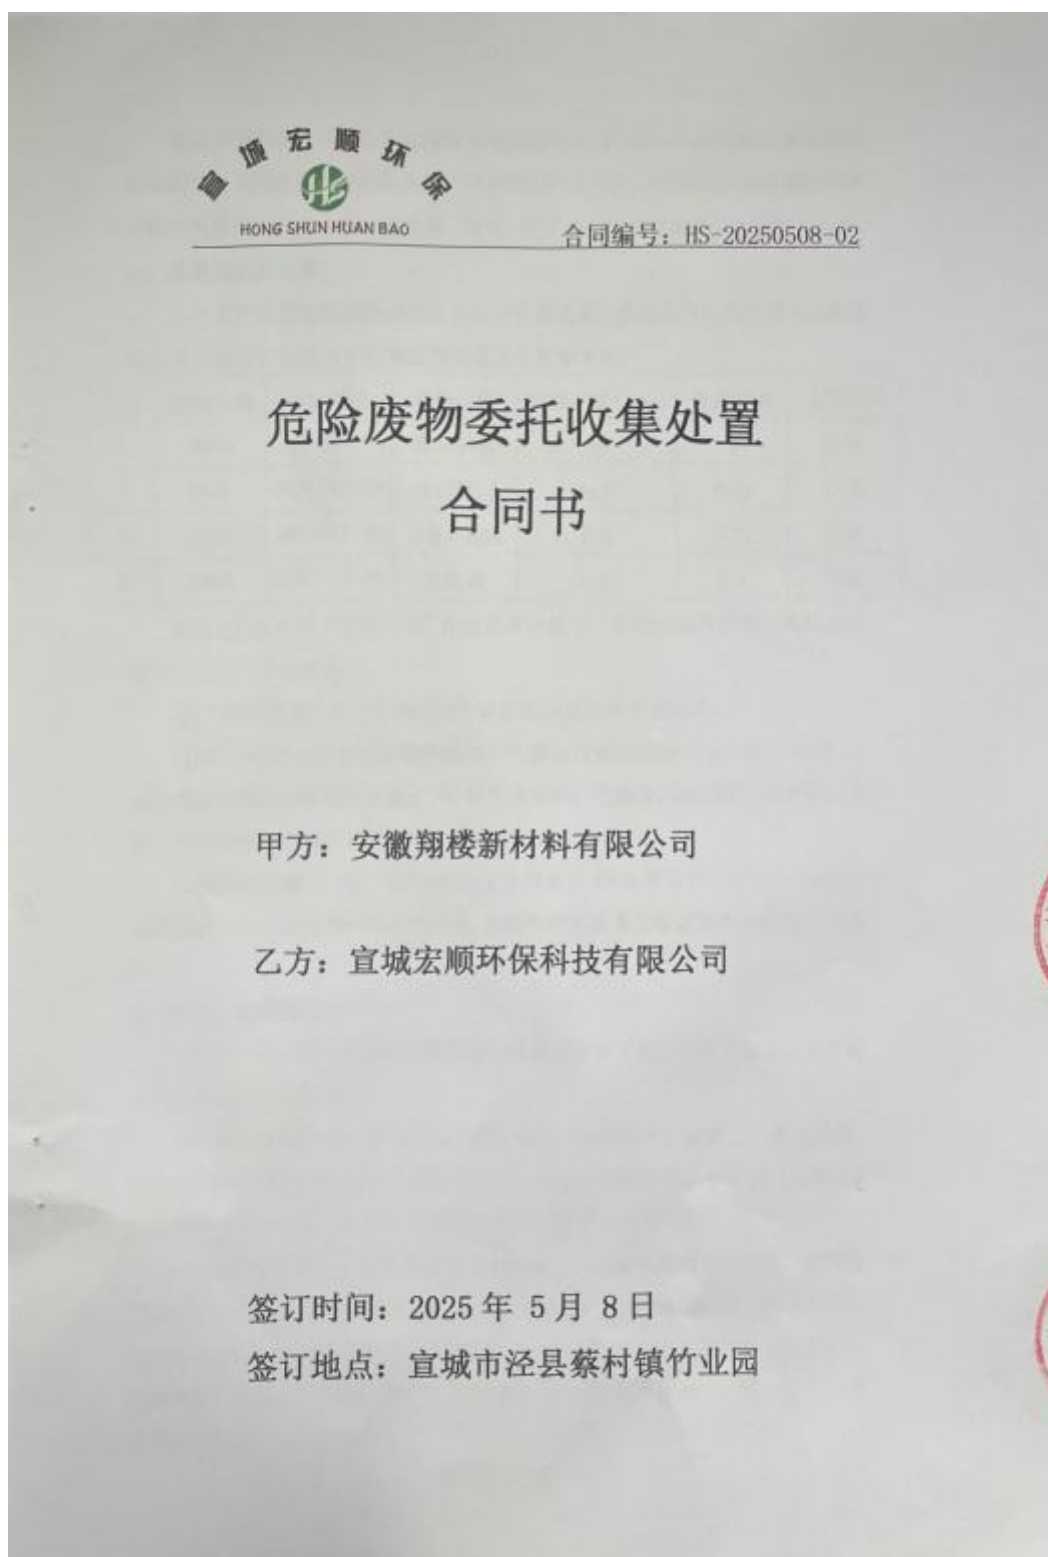 宣城宏顺环保
HS
HONG SHUN HUAN BAO
合同编号：HS-20250508-02
危险废物委托收集处置
合同书
甲方：安徽翔楼新材料有限公司
乙方：宣城宏顺环保科技有限公司
签订时间：2025 年 5 月 8 日
签订地点：宣城市泾县蔡村镇竹业园